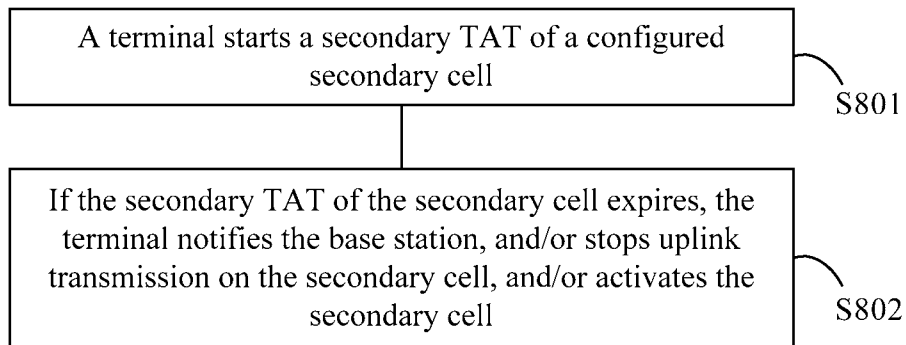 A terminal starts a secondary TAT of a configured
secondary cell
S801
If the secondary TAT of the secondary cell expires, the
terminal notifies the base station, and/or stops uplink
transmission on the secondary cell, and/or activates the
secondary cell
S802